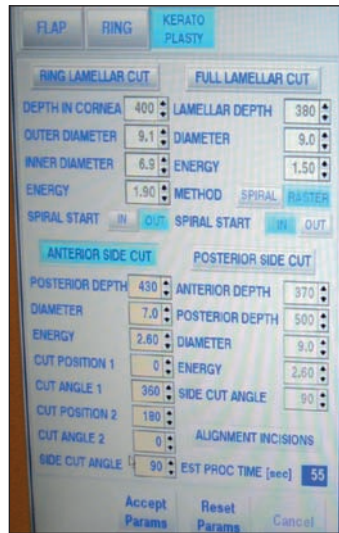 FLAP RING KERATO PLASTY
RING LAMELLAR CUT FULL LAMELLAR CUT
DEPTH IN CORNEA 400 LAMELLAR DEPTH 380
OUTER DIAMETER 9.1 DIAMETER 9.0
INNER DIAMETER 6.9 ENERGY 1.50
ENERGY 1.90 METHOD SPIRAL RASTER
SPIRAL START IN OUT SPIRAL START IN OUT
ANTERIOR SIDE CUT POSTERIOR SIDE CUT
POSTERIOR DEPTH 430 ANTERIOR DEPTH 370
DIAMETER 7.0 POSTERIOR DEPTH 500
ENERGY 2.60 DIAMETER 9.0
CUT POSITION 1 0 ENERGY 2.60
CUT ANGLE 1 360 SIDE CUT ANGLE 90
CUT POSITION 2 180
CUT ANGLE 2 0 ALIGNMENT INCISIONS
SIDE CUT ANGLE 90 EST PROC TIME [sec] 55
Accept Params Reset Params Cancel